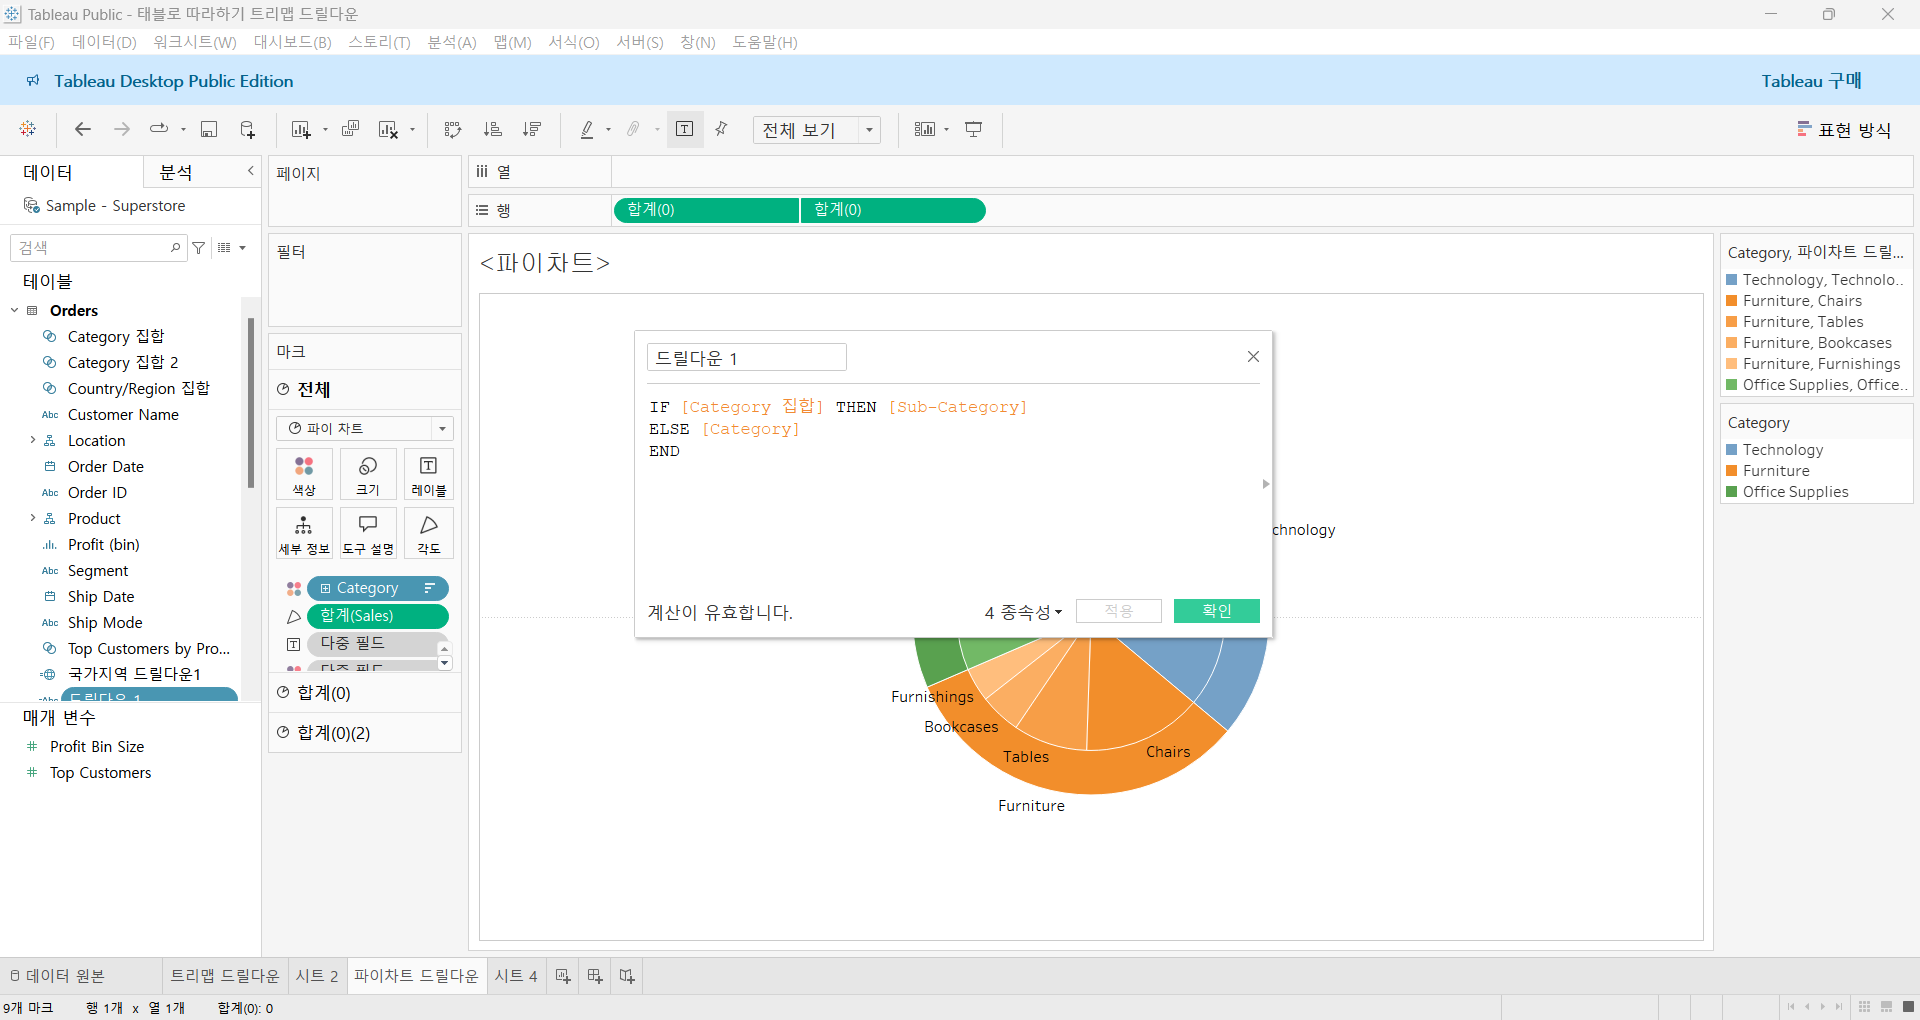 Tableau Public - 태블로 따라하기 트리맵 드릴다운
파일(F) 데이터(D) 워크시트(W) 대시보드(B) 스토리(T) 분석(A) 맵(M) 서식(O) 서버(S) 창(N) 도움말(H)
Tableau Desktop Public Edition
Tableau 구매
전체 보기
표현 방식
데이터
분석
Sample - Superstore
검색
테이블
Orders
Category 집합
Category 집합 2
Country/Region 집합
Abc Customer Name
Location
Order Date
Abc Order ID
Product
Profit (bin)
Abc Segment
Ship Date
Abc Ship Mode
Top Customers by Pro...
국가지역 드릴다운1
드릴다운 1
매개 변수
Profit Bin Size
Top Customers
페이지
필터
마크
전체
파이 차트
색상
크기
레이블
세부 정보
도구 설명
각도
Category
합계(Sales)
다중 필드
다중 필드
합계(0)
합계(0)(2)
열
행
합계(0)
합계(0)
<파이차트>
드릴다운 1
IF [Category 집합] THEN [Sub-Category]
ELSE [Category]
END
계산이 유효합니다.
4 종속성
적용
확인
chnology
Furnishings
Bookcases
Tables
Chairs
Furniture
Category, 파이차트 드릴...
Technology, Technolo..
Furniture, Chairs
Furniture, Tables
Furniture, Bookcases
Furniture, Furnishings
Office Supplies, Office..
Category
Technology
Furniture
Office Supplies
데이터 원본
트리맵 드릴다운
시트 2
파이차트 드릴다운
시트 4
9개 마크
행 1개 x 열 1개
합계(0): 0